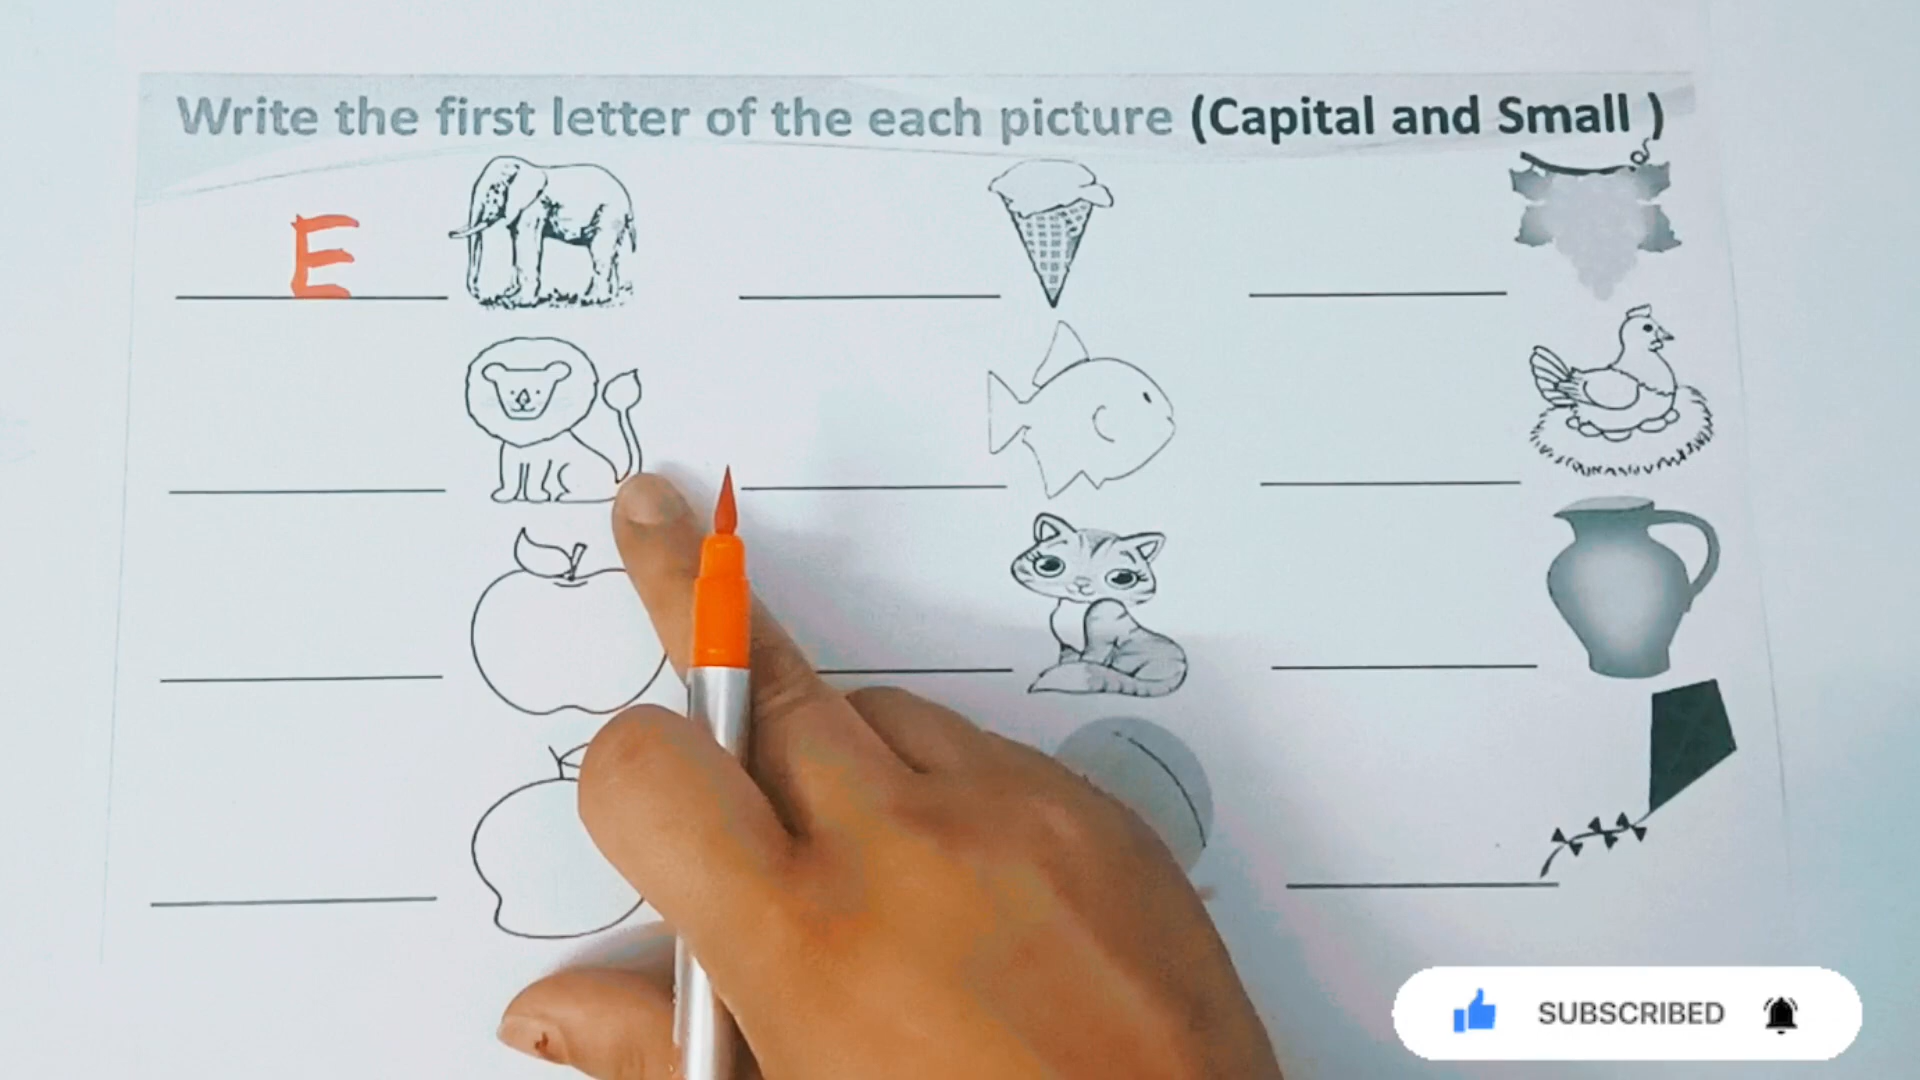 Write the first letter of the each picture (Capital and Small )
E
SUBSCRIBED